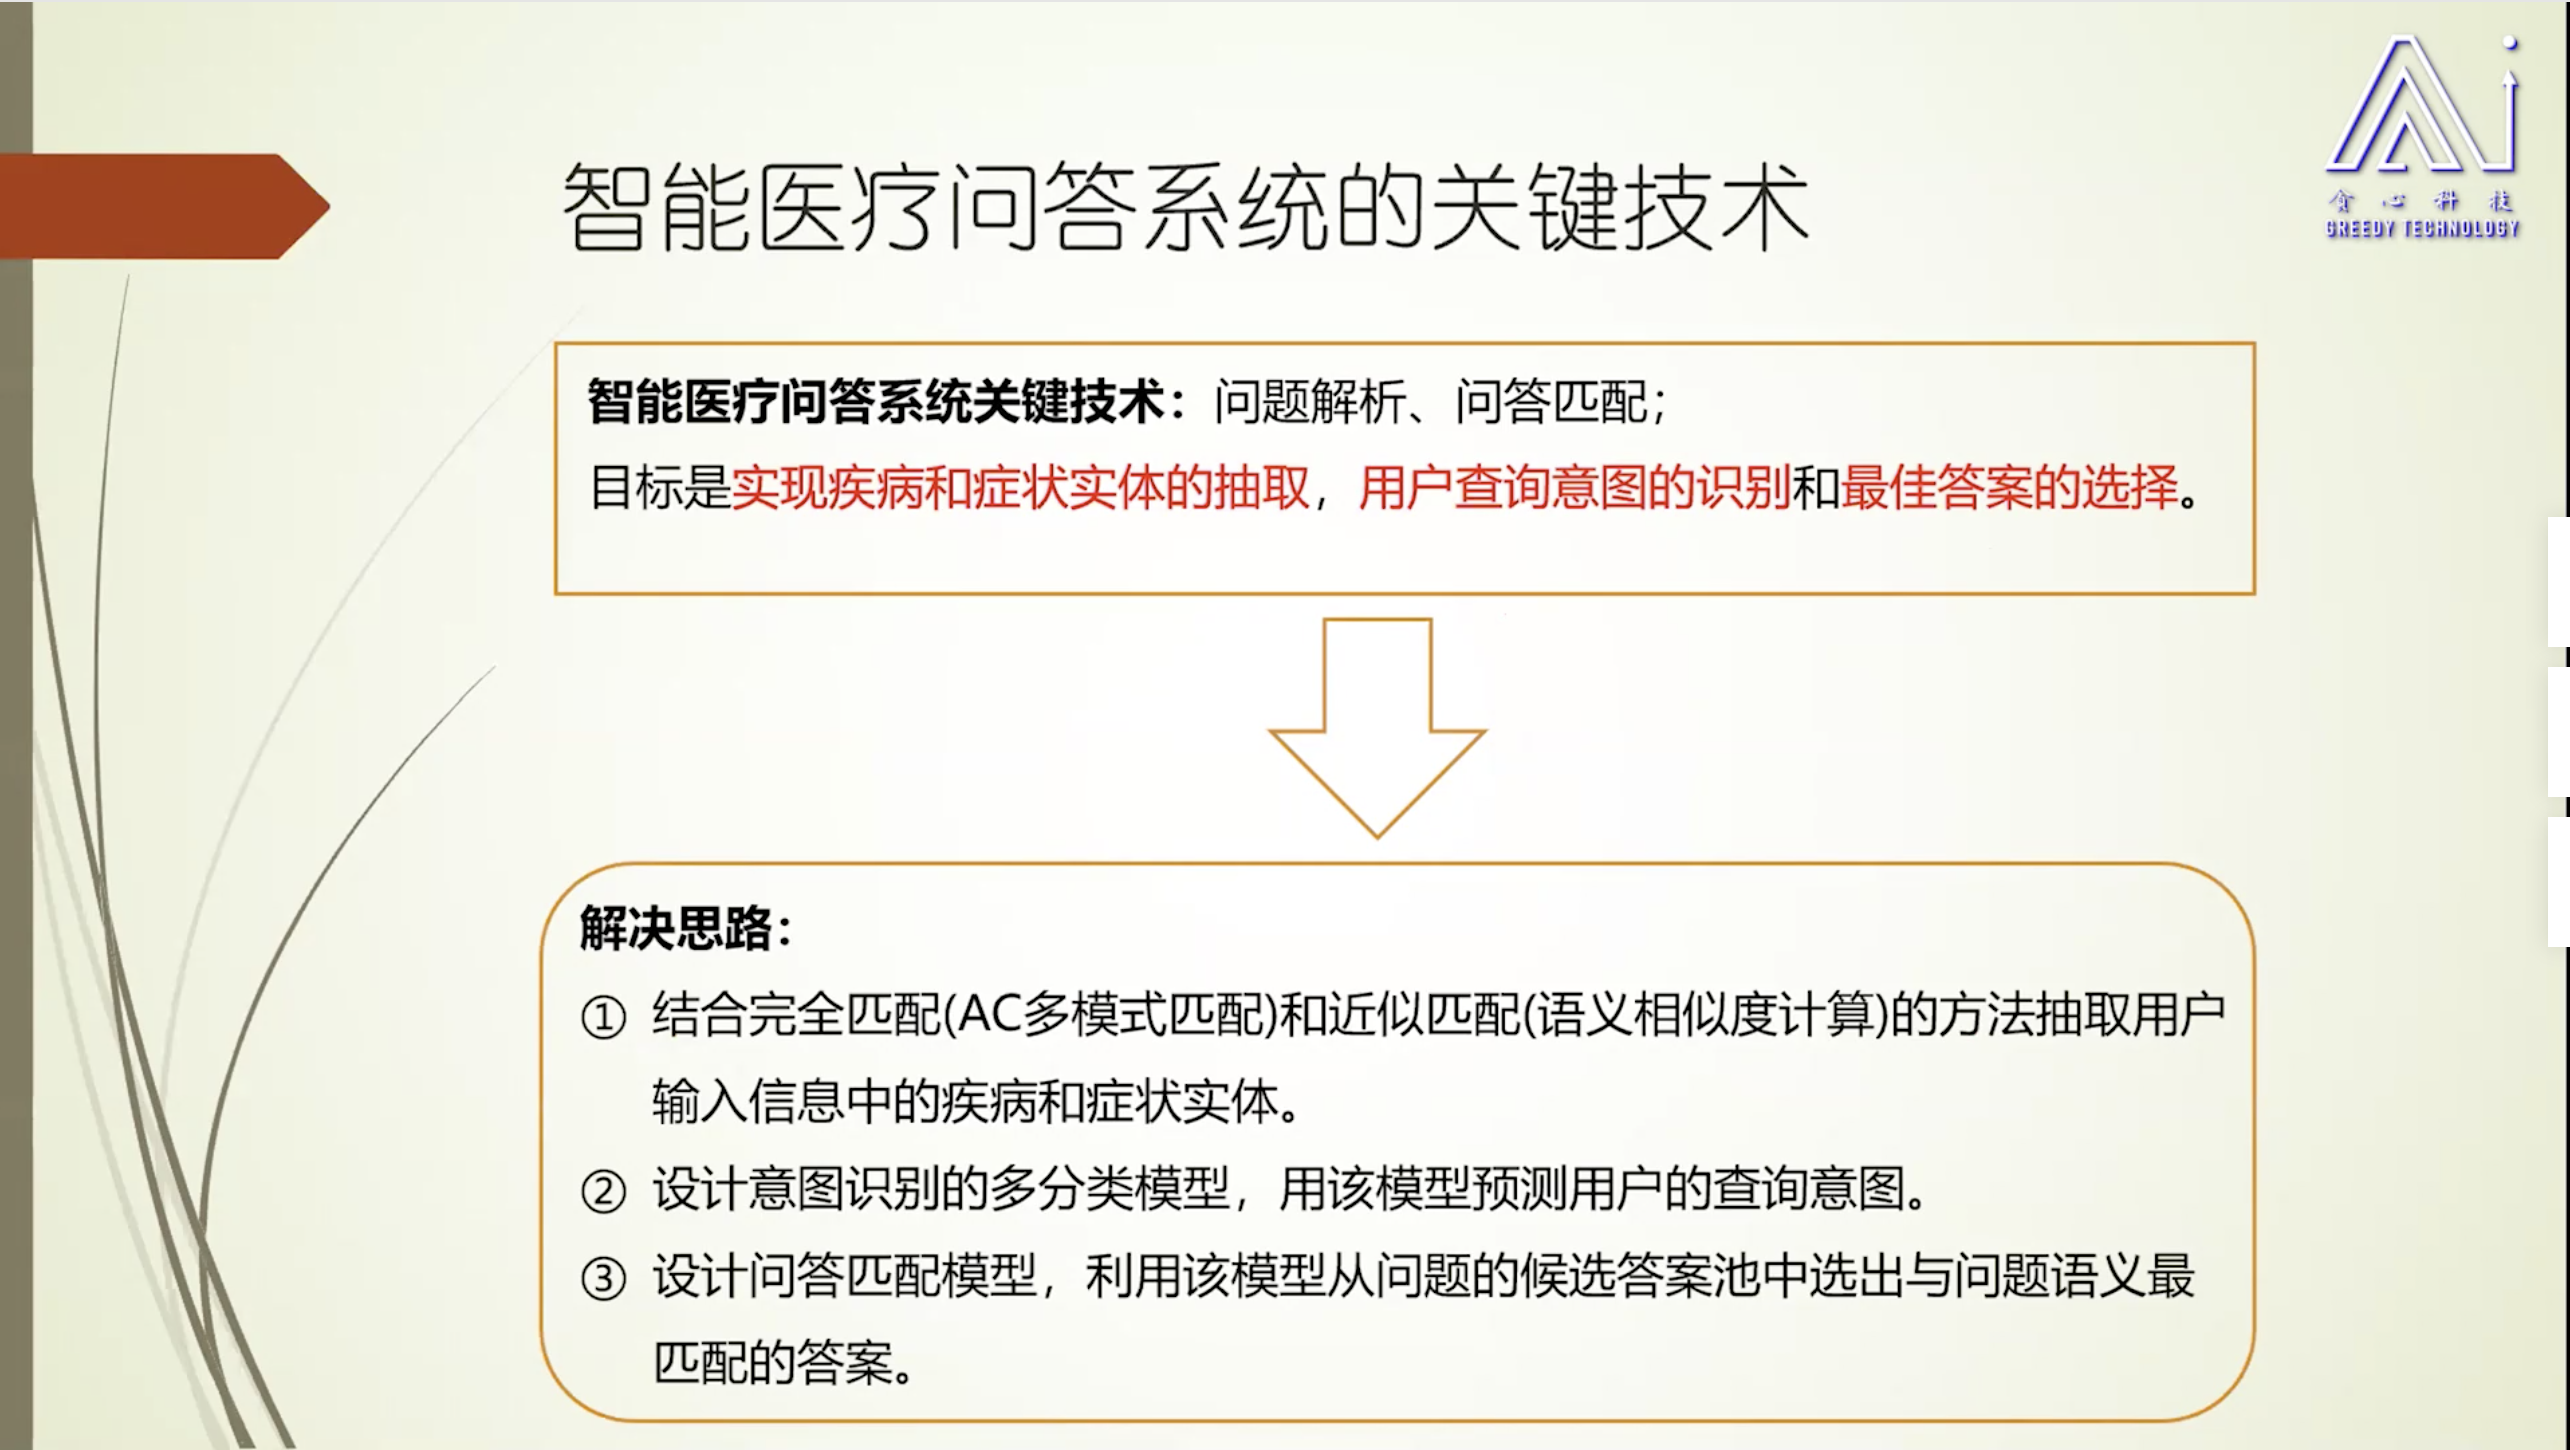 智能医疗问答系统的关键技术
贪心科技
GREEDY TECHNOLOGY
智能医疗问答系统关键技术：问题解析、问答匹配；
目标是实现疾病和症状实体的抽取，用户查询意图的识别和最佳答案的选择。
解决思路：
① 结合完全匹配(AC多模式匹配)和近似匹配(语义相似度计算)的方法抽取用户
输入信息中的疾病和症状实体。
② 设计意图识别的多分类模型，用该模型预测用户的查询意图。
③ 设计问答匹配模型，利用该模型从问题的候选答案池中选出与问题语义最
匹配的答案。